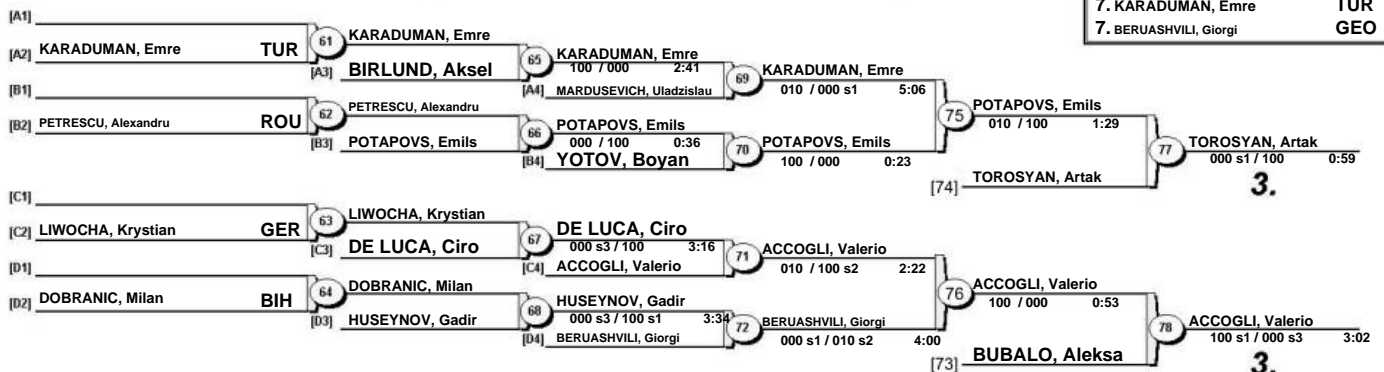 7. KARADUMAN, Emre TUR
7. BERUASHVILI, Giorgi GEO
[A1]
[A2] KARADUMAN, Emre TUR
61
KARADUMAN, Emre
[A3] BIRLUND, Aksel
65
KARADUMAN, Emre
100 / 000 2:41
[A4] MARDUSEVICH, Uladzislau
69
KARADUMAN, Emre
010 / 000 s1 5:06
[B1]
[B2] PETRESCU, Alexandru ROU
62
PETRESCU, Alexandru
[B3] POTAPOVS, Emils
66
POTAPOVS, Emils
000 / 100 0:36
[B4] YOTOV, Boyan
70
POTAPOVS, Emils
100 / 000 0:23
75
POTAPOVS, Emils
010 / 100 1:29
[74] TOROSYAN, Artak
77
TOROSYAN, Artak
000 s1 / 100 0:59
3.
[C1]
[C2] LIWOCHA, Krystian GER
63
LIWOCHA, Krystian
[C3] DE LUCA, Ciro
67
DE LUCA, Ciro
000 s3 / 100 3:16
[C4] ACCOGLI, Valerio
71
ACCOGLI, Valerio
010 / 100 s2 2:22
[D1]
[D2] DOBRANIC, Milan BIH
64
DOBRANIC, Milan
[D3] HUSEYNOV, Gadir
68
HUSEYNOV, Gadir
000 s3 / 100 s1 3:34
[D4] BERUASHVILI, Giorgi
72
BERUASHVILI, Giorgi
000 s1 / 010 s2 4:00
76
ACCOGLI, Valerio
100 / 000 0:53
[73] BUBALO, Aleksa
78
ACCOGLI, Valerio
100 s1 / 000 s3 3:02
3.